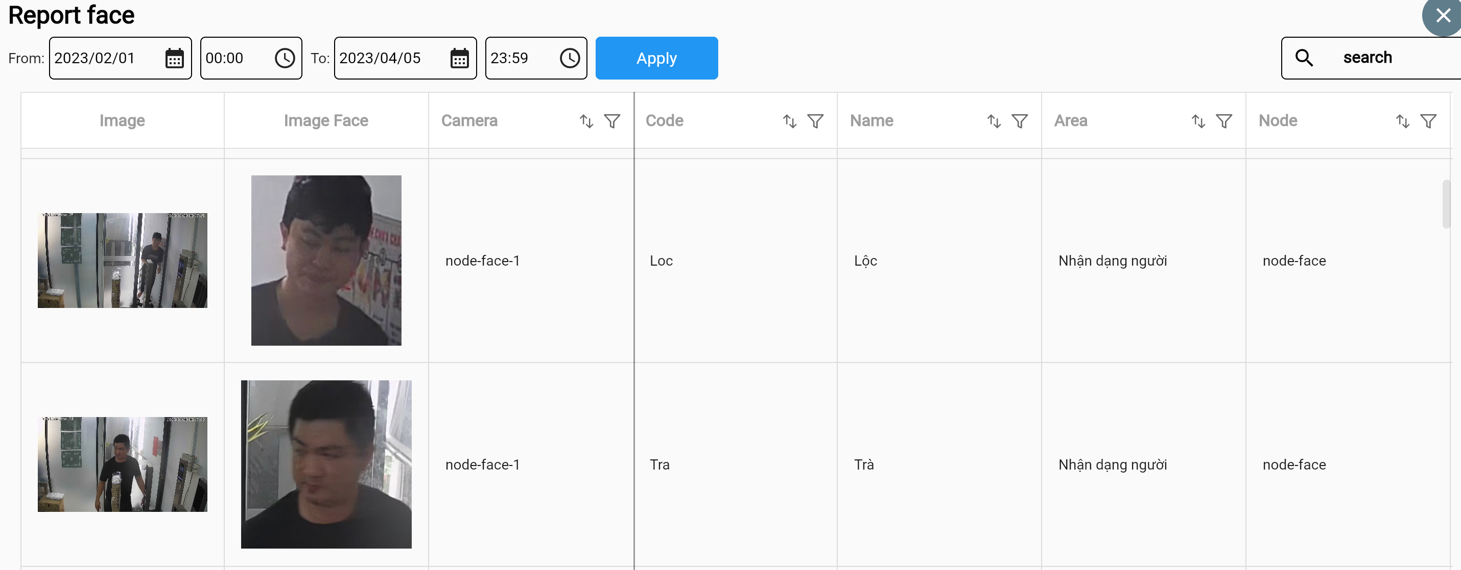 Report face
From: 2023/02/01 00:00 To: 2023/04/05 23:59 Apply search
Image Image Face Camera Code Name Area Node
node-face-1 Loc Lộc Nhận dạng người node-face
node-face-1 Tra Trà Nhận dạng người node-face